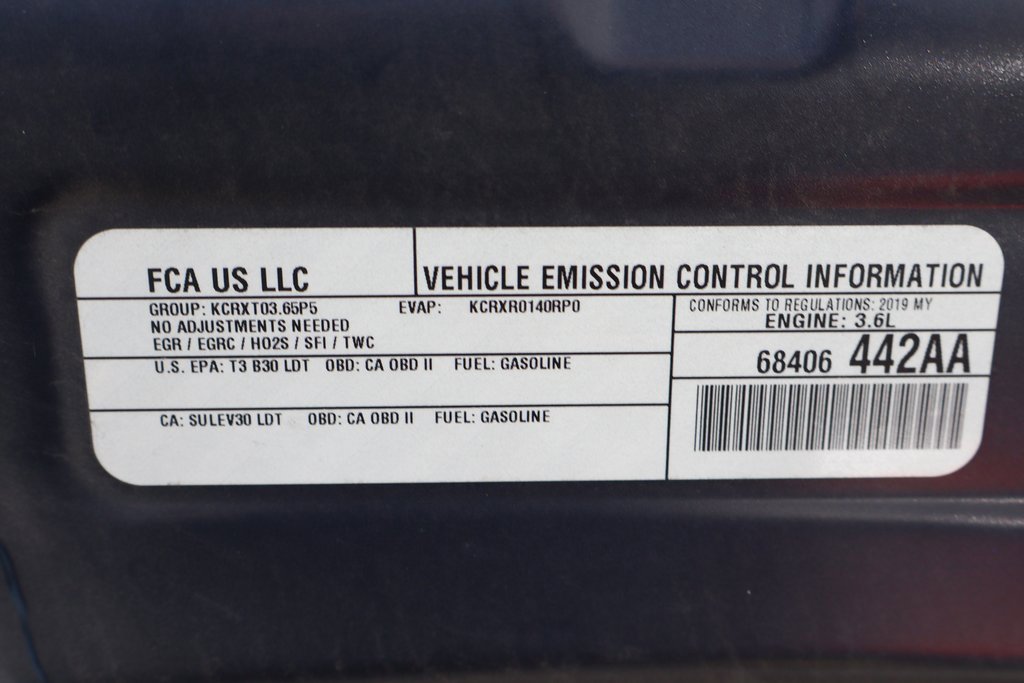 FCA US LLC
VEHICLE EMISSION CONTROL INFORMATION
GROUP: KCRXT03.65P5 EVAP: KCRXR0140RP0
NO ADJUSTMENTS NEEDED
EGR / EGRC / HO2S / SFI / TWC
U.S. EPA: T3 B30 LDT OBD: CA OBD II FUEL: GASOLINE
CA: SULEV30 LDT OBD: CA OBD II FUEL: GASOLINE
CONFORMS TO REGULATIONS: 2019 MY
ENGINE: 3.6L
68406 442AA